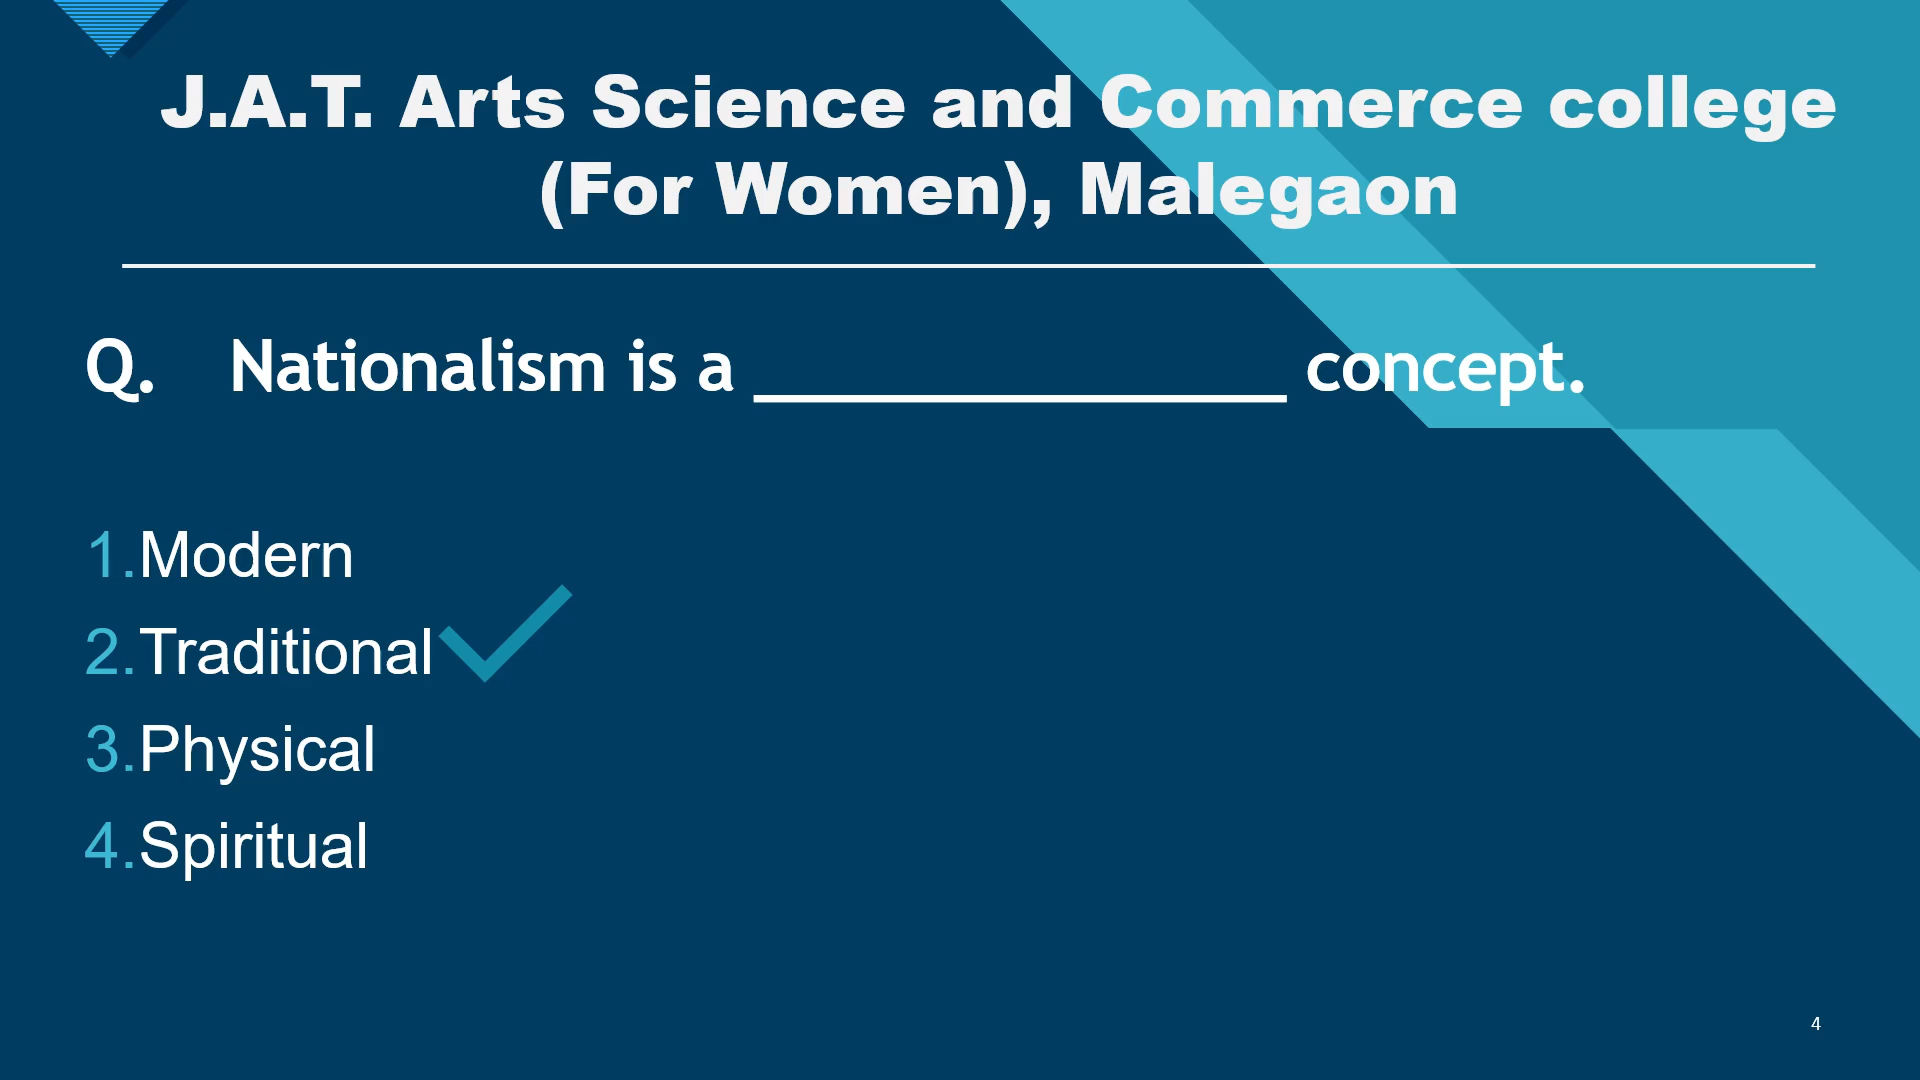 J.A.T. Arts Science and Commerce college
(For Women), Malegaon
Q. Nationalism is a ________________ concept.
1.Modern
2.Traditional
3.Physical
4.Spiritual
4